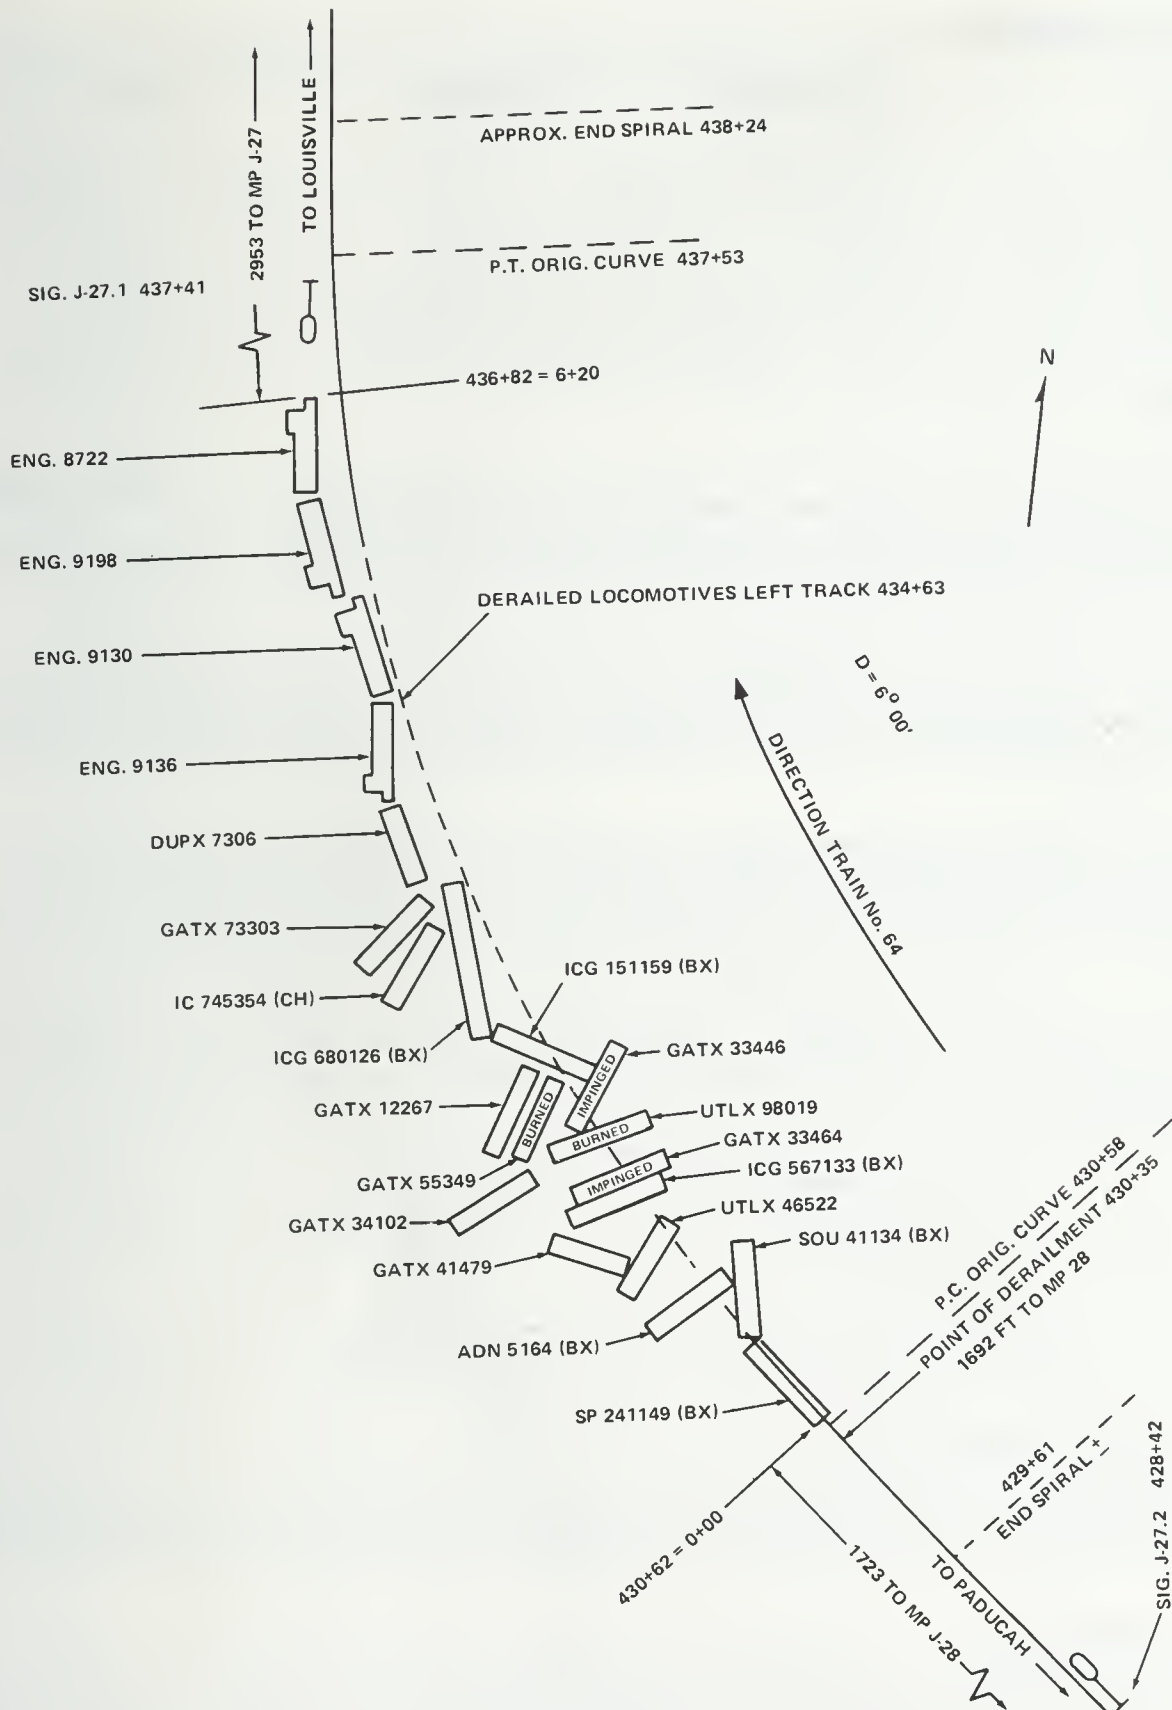 2953 TO MP J-27
TO LOUISVILLE
APPROX. END SPIRAL 438+24
P.T. ORIG. CURVE 437+53
SIG. J-27.1 437+41
N
436+82 = 6+20
ENG. 8722
ENG. 9198
DERAILED LOCOMOTIVES LEFT TRACK 434+63
ENG. 9130
D = 6° 00'
ENG. 9136
DIRECTION TRAIN No. 64
DUPX 7306
GATX 73303
ICG 151159 (BX)
IC 745354 (CH)
ICG 680126 (BX)
GATX 33446
IMPINGED
GATX 12267
BURNED
UTLX 98019
BURNED
GATX 33464
IMPINGED
ICG 567133 (BX)
GATX 55349
GATX 34102
UTLX 46522
SOU 41134 (BX)
GATX 41479
ADN 5164 (BX)
P.C. ORIG. CURVE 430+58
POINT OF DERAILMENT 430+35
1692 FT TO MP 28
SP 241149 (BX)
429+61
END SPIRAL +
SIG. J-27.2 428+42
430+62 = 0+00
1723 TO MP J-28
TO PADUCAH